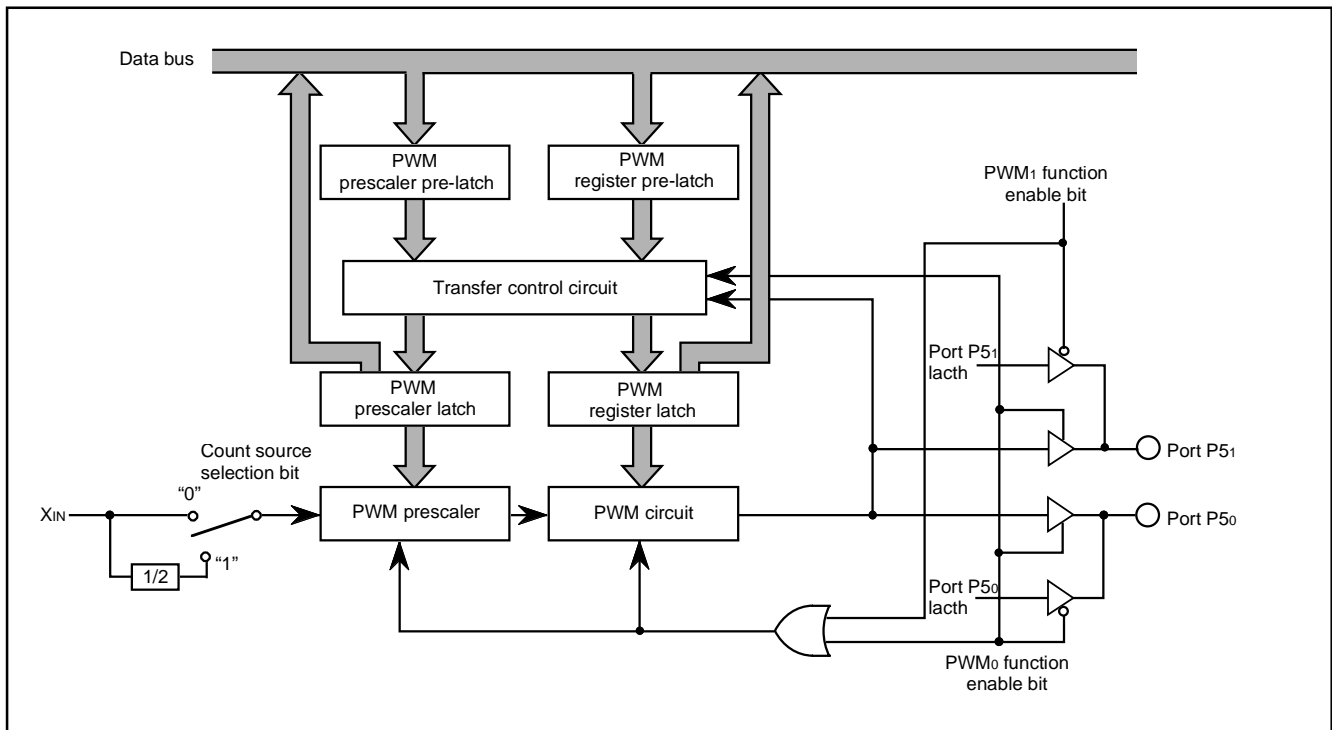 Data bus
PWM
prescaler pre-latch
PWM
register pre-latch
PWM1 function
enable bit
Transfer control circuit
Port P51
lacth
PWM
prescaler latch
PWM
register latch
Count source
selection bit
Port P51
“0”
XIN
PWM prescaler
PWM circuit
Port P50
“1”
1/2
Port P50
lacth
PWM0 function
enable bit